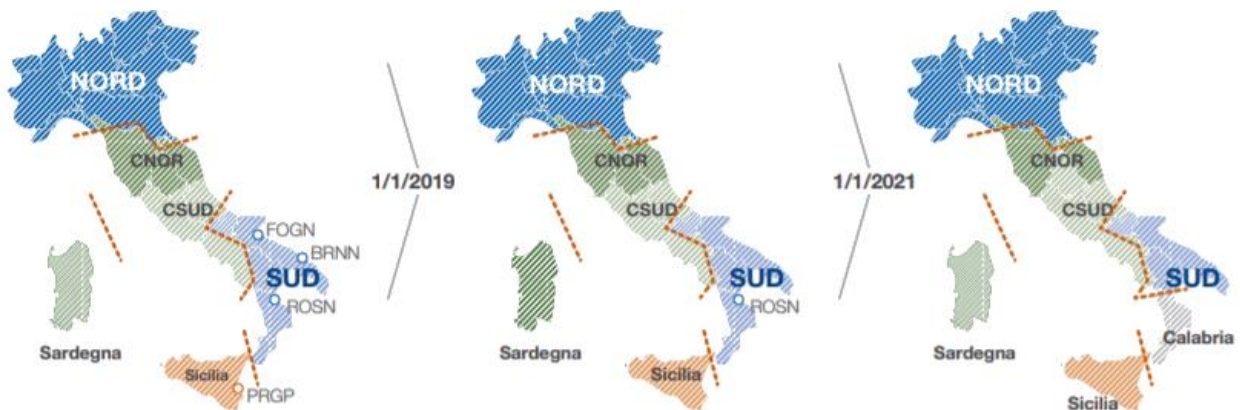 NORD
CNOR
CSUD
FOGN
BRNN
SUD
ROSN
Sardegna
Sicilia
PRGP
1/1/2019
NORD
CNOR
CSUD
SUD
ROSN
Sardegna
Sicilia
1/1/2021
NORD
CNOR
CSUD
SUD
Calabria
Sardegna
Sicilia